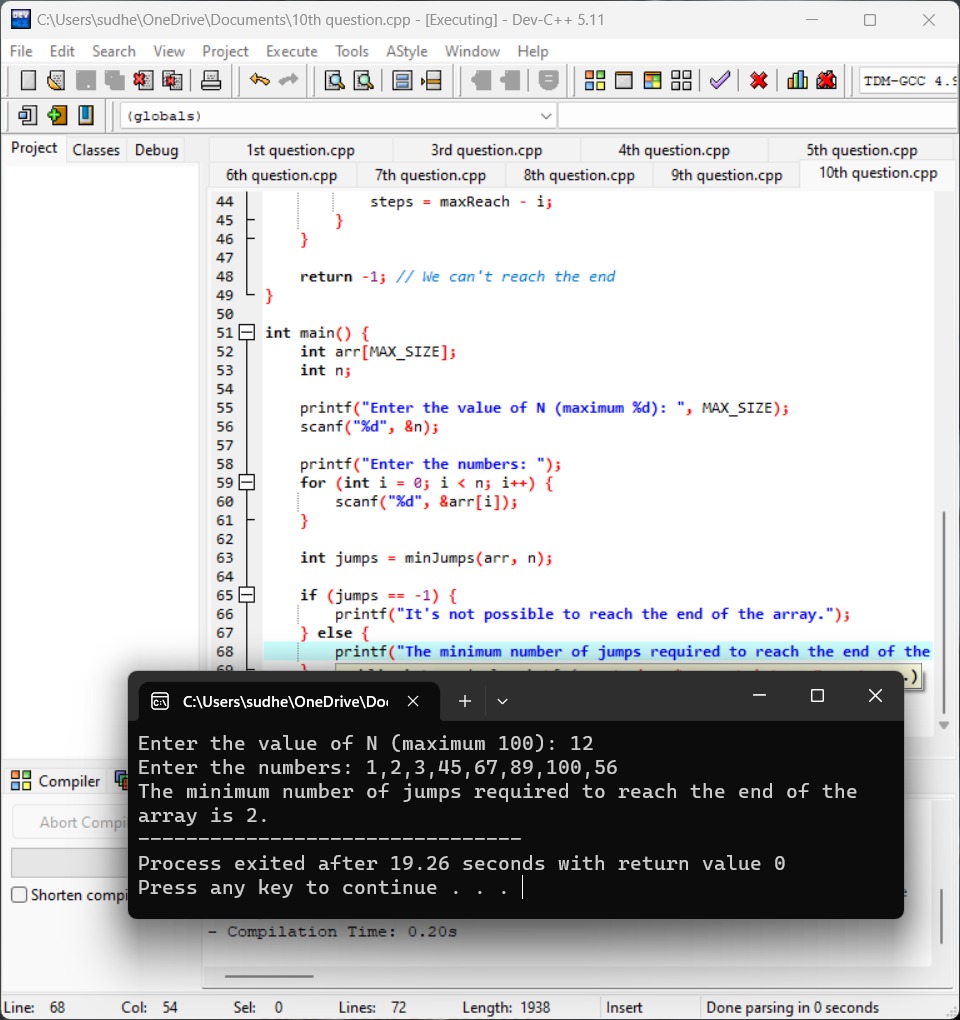 C:\Users\sudhe\OneDrive\Documents\10th question.cpp - [Executing] - Dev-C++ 5.11
File Edit Search View Project Execute Tools AStyle Window Help
TDM-GCC 4.9
(globals)
Project Classes Debug
1st question.cpp 3rd question.cpp 4th question.cpp 5th question.cpp
6th question.cpp 7th question.cpp 8th question.cpp 9th question.cpp 10th question.cpp
44 steps = maxReach - i;
45 }
46 }
47
48 return -1; // We can't reach the end
49 }
50
51 int main() {
52 int arr[MAX_SIZE];
53 int n;
54
55 printf("Enter the value of N (maximum %d): ", MAX_SIZE);
56 scanf("%d", &n);
57
58 printf("Enter the numbers: ");
59 for (int i = 0; i < n; i++) {
60 scanf("%d", &arr[i]);
61 }
62
63 int jumps = minJumps(arr, n);
64
65 if (jumps == -1) {
66 printf("It's not possible to reach the end of the array.");
67 } else {
68 printf("The minimum number of jumps required to reach the end of the
69
.)
C:\Users\sudhe\OneDrive\Do
Enter the value of N (maximum 100): 12
Enter the numbers: 1,2,3,45,67,89,100,56
The minimum number of jumps required to reach the end of the
array is 2.
--------------------------------
Process exited after 19.26 seconds with return value 0
Press any key to continue . . .
Compiler
Abort Compi
Shorten compi
- Compilation Time: 0.20s
Line: 68 Col: 54 Sel: 0 Lines: 72 Length: 1938 Insert Done parsing in 0 seconds